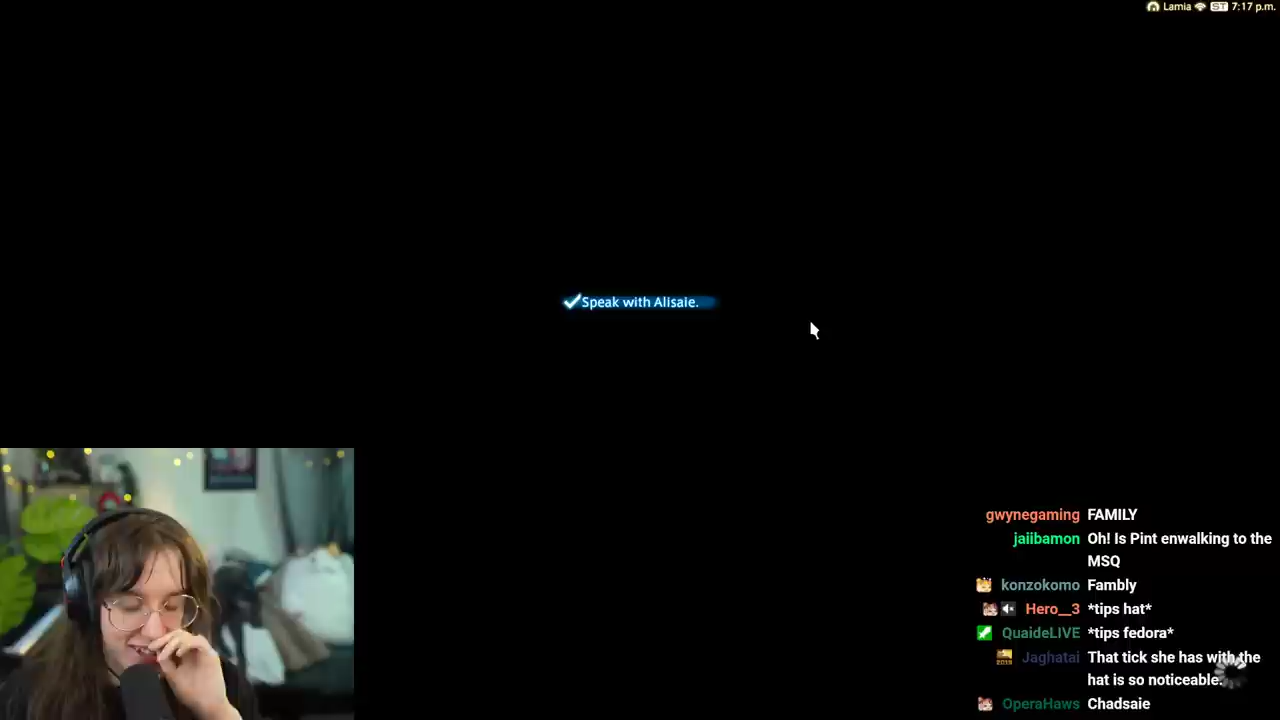 Lamia ST 7:17 p.m.
Speak with Alisaie.
gwynegaming FAMILY
jaiibamon Oh! Is Pint enwalking to the
MSQ
konzokomo Fambly
Hero__3 *tips hat*
QuaideLIVE *tips fedora*
Jaghatai That tick she has with the
hat is so noticeable.
OperaHaws Chadsaie